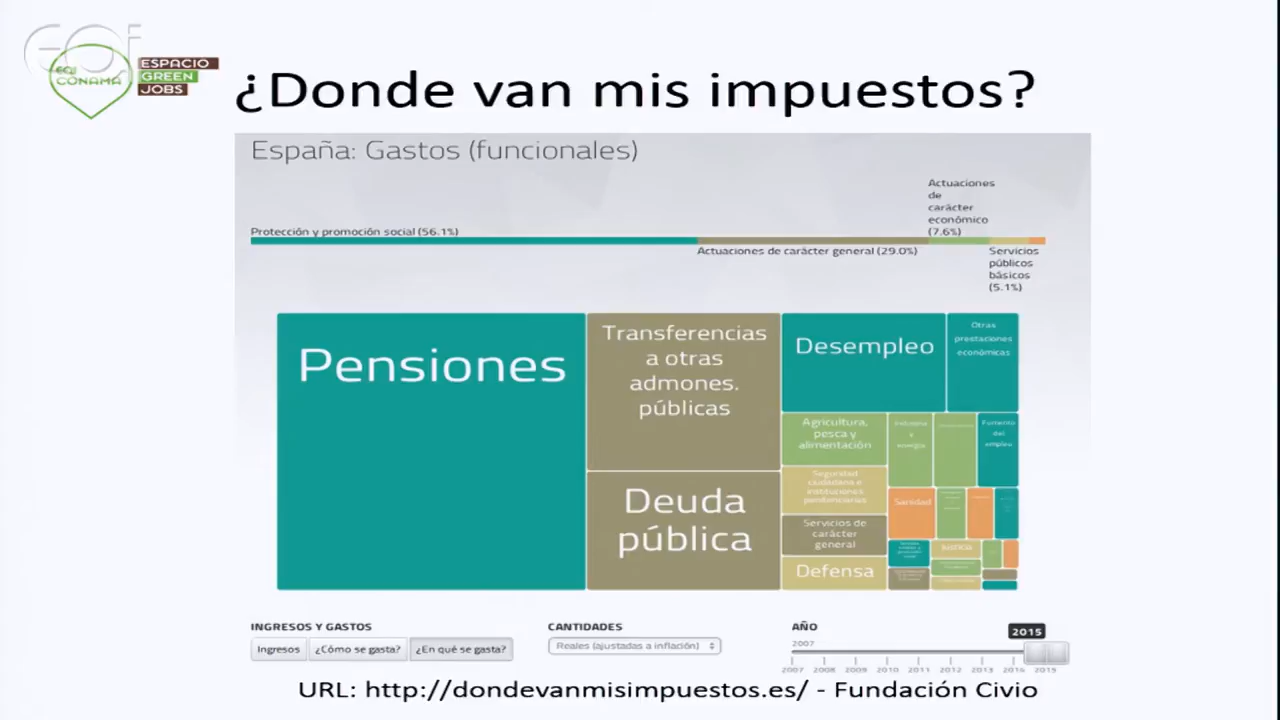 EOI
eoi
CONAMA
ESPACIO
GREEN
JOBS
¿Donde van mis impuestos?
España: Gastos (funcionales)
Actuaciones
de
carácter
económico
(7.6%)
Protección y promoción social (56.1%)
Actuaciones de carácter general (29.0%)
Servicios
públicos
básicos
(5.1%)
Pensiones
Transferencias
a otras
admones.
públicas
Deuda
pública
Desempleo
Otras
prestaciones
económicas
Agricultura,
pesca y
alimentación
Fomento
del
empleo
Seguridad
ciudadana e
instituciones
penitenciarias
Sanidad
Servicios de
carácter
general
Defensa
INGRESOS Y GASTOS
Ingresos
¿Cómo se gasta?
¿En qué se gasta?
CANTIDADES
Reales (ajustadas a inflación)
AÑO
2007
2015
2007 2008 2009 2010 2011 2012 2013 2014 2015
URL: http://dondevanmisimpuestos.es/ - Fundación Civio